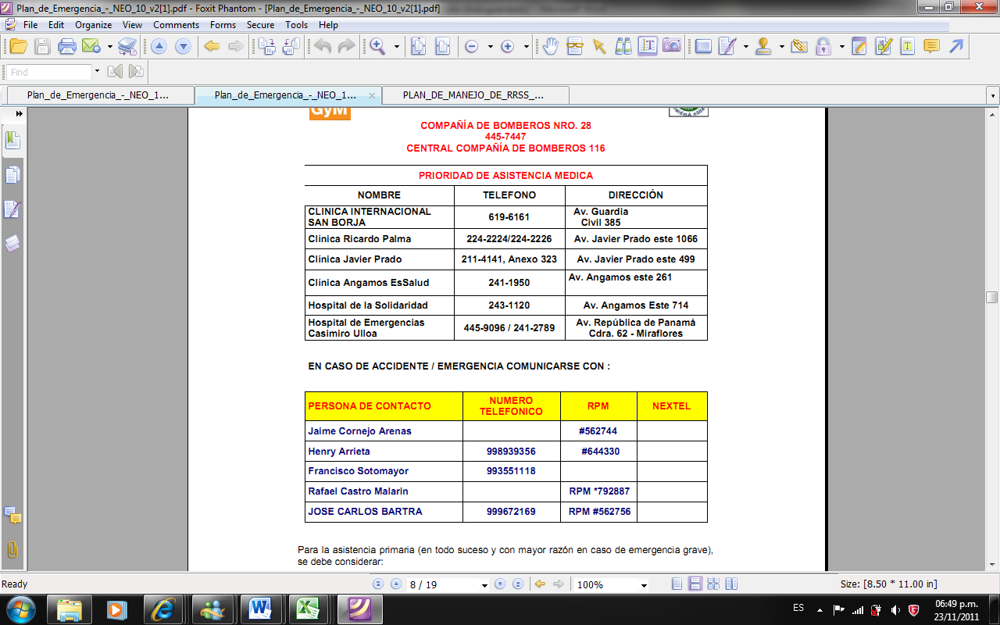 Plan_de_Emergencia_-_NEO_10_v2[1].pdf - Foxit Phantom - [Plan_de_Emergencia_-_NEO_10_v2[1].pdf]
File Edit Organize View Comments Forms Secure Tools Help
Find
Plan_de_Emergencia_-_NEO_1... Plan_de_Emergencia_-_NEO_1... PLAN_DE_MANEJO_DE_RRSS_...
GyM
COMPAÑÍA DE BOMBEROS NRO. 28
445-7447
CENTRAL COMPAÑÍA DE BOMBEROS 116
PRIORIDAD DE ASISTENCIA MEDICA
NOMBRE TELEFONO DIRECCIÓN
CLINICA INTERNACIONAL SAN BORJA 619-6161 Av. Guardia Civil 385
Clínica Ricardo Palma 224-2224/224-2226 Av. Javier Prado este 1066
Clínica Javier Prado 211-4141, Anexo 323 Av. Javier Prado este 499
Clínica Angamos EsSalud 241-1950 Av. Angamos este 261
Hospital de la Solidaridad 243-1120 Av. Angamos Este 714
Hospital de Emergencias Casimiro Ulloa 445-9096 / 241-2789 Av. República de Panamá Cdra. 62 - Miraflores
EN CASO DE ACCIDENTE / EMERGENCIA COMUNICARSE CON :
PERSONA DE CONTACTO NUMERO TELEFONICO RPM NEXTEL
Jaime Cornejo Arenas #562744
Henry Arrieta 998939356 #644330
Francisco Sotomayor 993551118
Rafael Castro Malarin RPM *792887
JOSE CARLOS BARTRA 999672169 RPM #562756
Para la asistencia primaria (en todo suceso y con mayor razón en caso de emergencia grave),
se debe considerar:
Ready 8 / 19 100% Size: [8.50 * 11.00 in]
ES 06:49 p.m.
23/11/2011